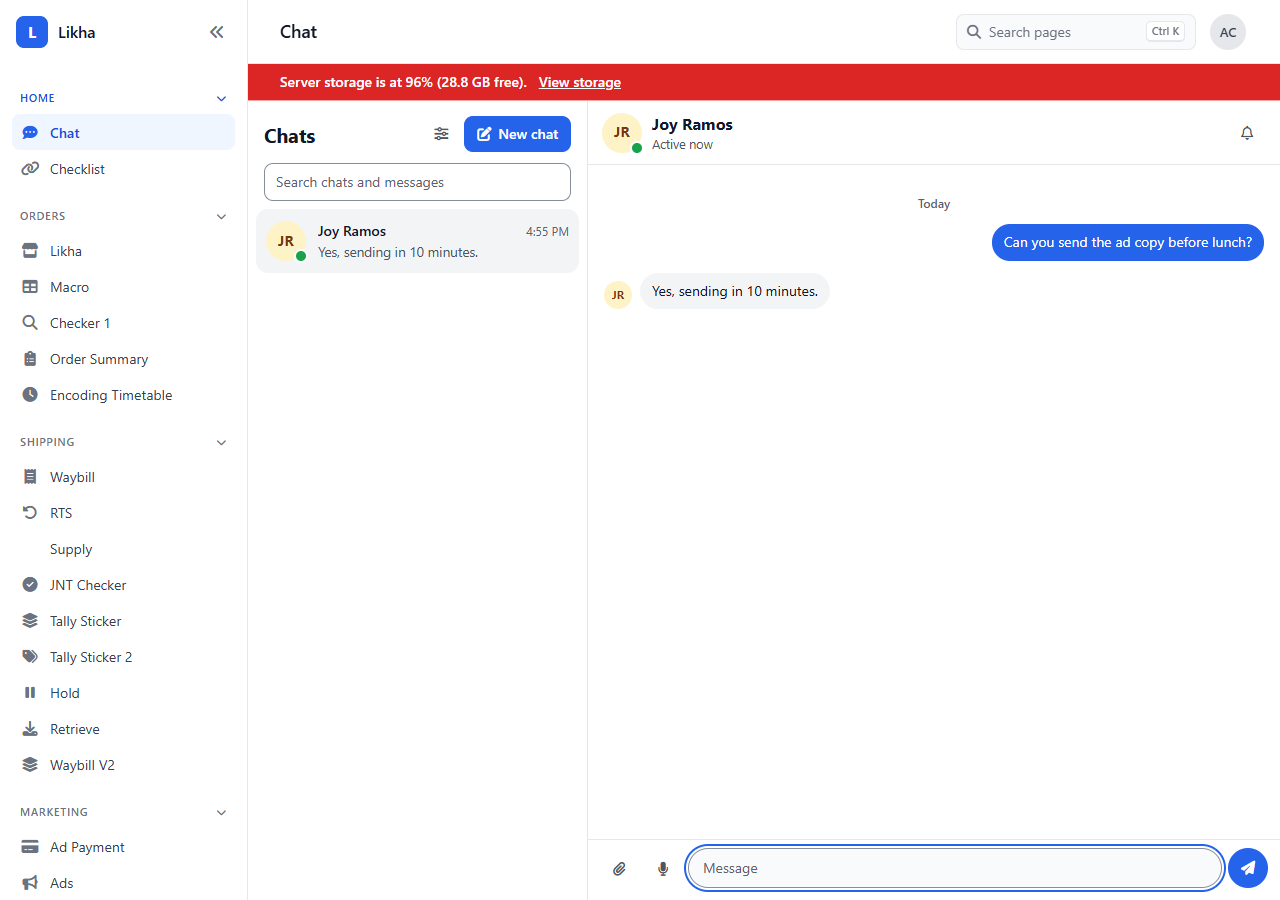 L Likha
HOME
Chat
Checklist
ORDERS
Likha
Macro
Checker 1
Order Summary
Encoding Timetable
SHIPPING
Waybill
RTS
Supply
JNT Checker
Tally Sticker
Tally Sticker 2
Hold
Retrieve
Waybill V2
MARKETING
Ad Payment
Ads
Chat
Search pages Ctrl K
AC
Server storage is at 96% (28.8 GB free). View storage
Chats
New chat
Search chats and messages
JR
Joy Ramos 4:55 PM
Yes, sending in 10 minutes.
JR
Joy Ramos
Active now
Today
Can you send the ad copy before lunch?
JR Yes, sending in 10 minutes.
Message